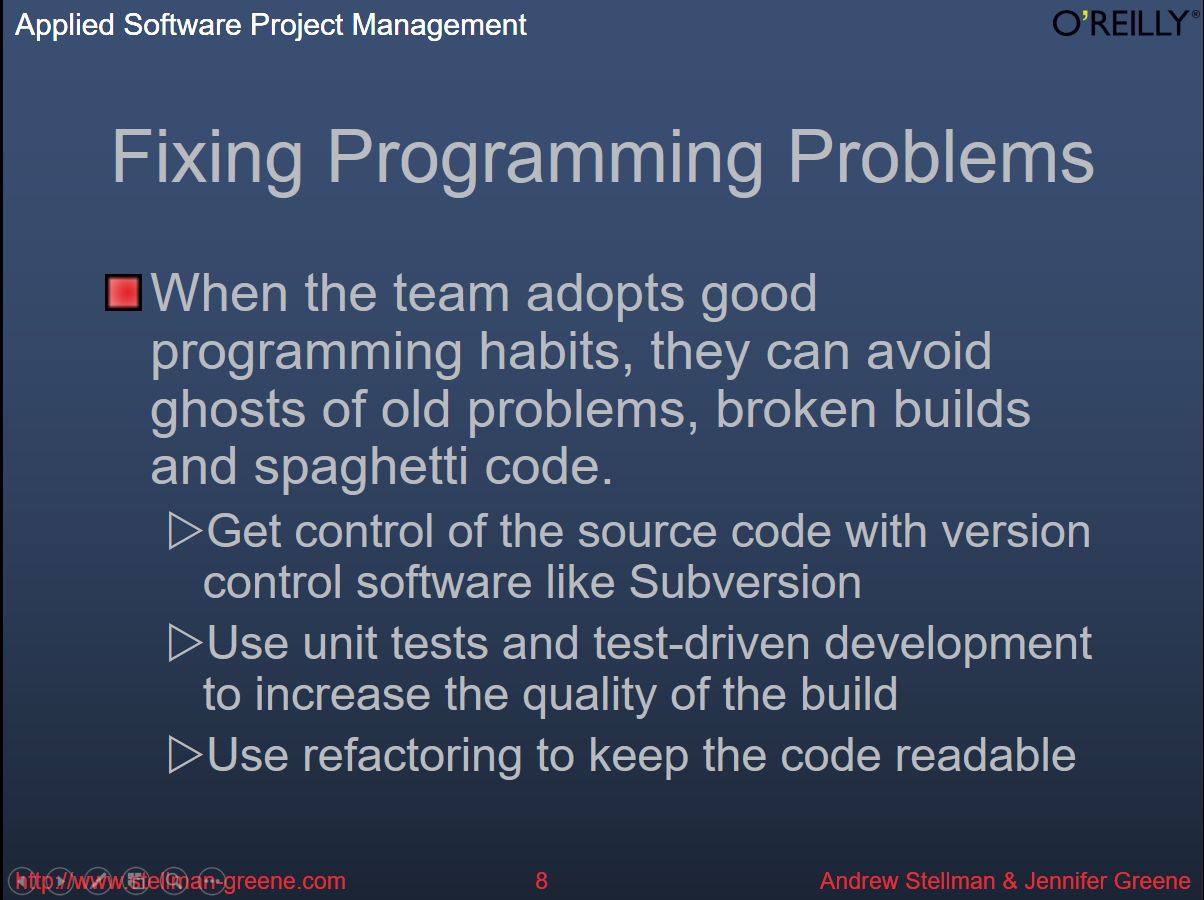 Applied Software Project Management
O'REILLY®
Fixing Programming Problems
When the team adopts good
programming habits, they can avoid
ghosts of old problems, broken builds
and spaghetti code.
Get control of the source code with version
control software like Subversion
Use unit tests and test-driven development
to increase the quality of the build
Use refactoring to keep the code readable
http://www.stellman-greene.com
8
Andrew Stellman & Jennifer Greene